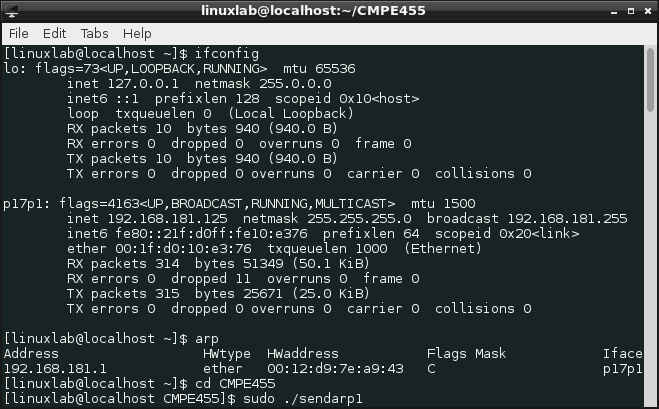 linuxlab@localhost:~/CMPE455
File Edit Tabs Help
[linuxlab@localhost ~]$ ifconfig
lo: flags=73<UP,LOOPBACK,RUNNING>  mtu 65536
        inet 127.0.0.1  netmask 255.0.0.0
        inet6 ::1  prefixlen 128  scopeid 0x10<host>
        loop  txqueuelen 0  (Local Loopback)
        RX packets 10  bytes 940 (940.0 B)
        RX errors 0  dropped 0  overruns 0  frame 0
        TX packets 10  bytes 940 (940.0 B)
        TX errors 0  dropped 0 overruns 0  carrier 0  collisions 0
p17p1: flags=4163<UP,BROADCAST,RUNNING,MULTICAST>  mtu 1500
        inet 192.168.181.125  netmask 255.255.255.0  broadcast 192.168.181.255
        inet6 fe80::21f:d0ff:fe10:e376  prefixlen 64  scopeid 0x20<link>
        ether 00:1f:d0:10:e3:76  txqueuelen 1000  (Ethernet)
        RX packets 314  bytes 51349 (50.1 KiB)
        RX errors 0  dropped 11  overruns 0  frame 0
        TX packets 315  bytes 25671 (25.0 KiB)
        TX errors 0  dropped 0 overruns 0  carrier 0  collisions 0
[linuxlab@localhost ~]$ arp
Address                  HWtype  HWaddress           Flags Mask            Iface
192.168.181.1            ether   00:12:d9:7e:a9:43   C                     p17p1
[linuxlab@localhost ~]$ cd CMPE455
[linuxlab@localhost CMPE455]$ sudo ./sendarp1